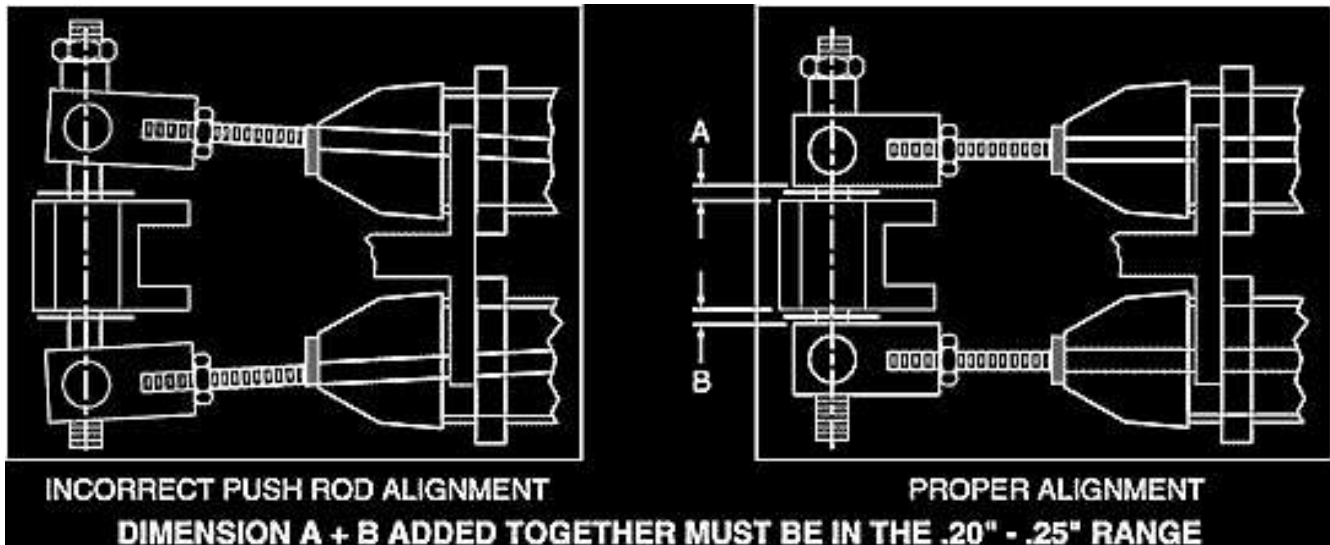 A
B
INCORRECT PUSH ROD ALIGNMENT
PROPER ALIGNMENT
DIMENSION A + B ADDED TOGETHER MUST BE IN THE .20" - .25" RANGE